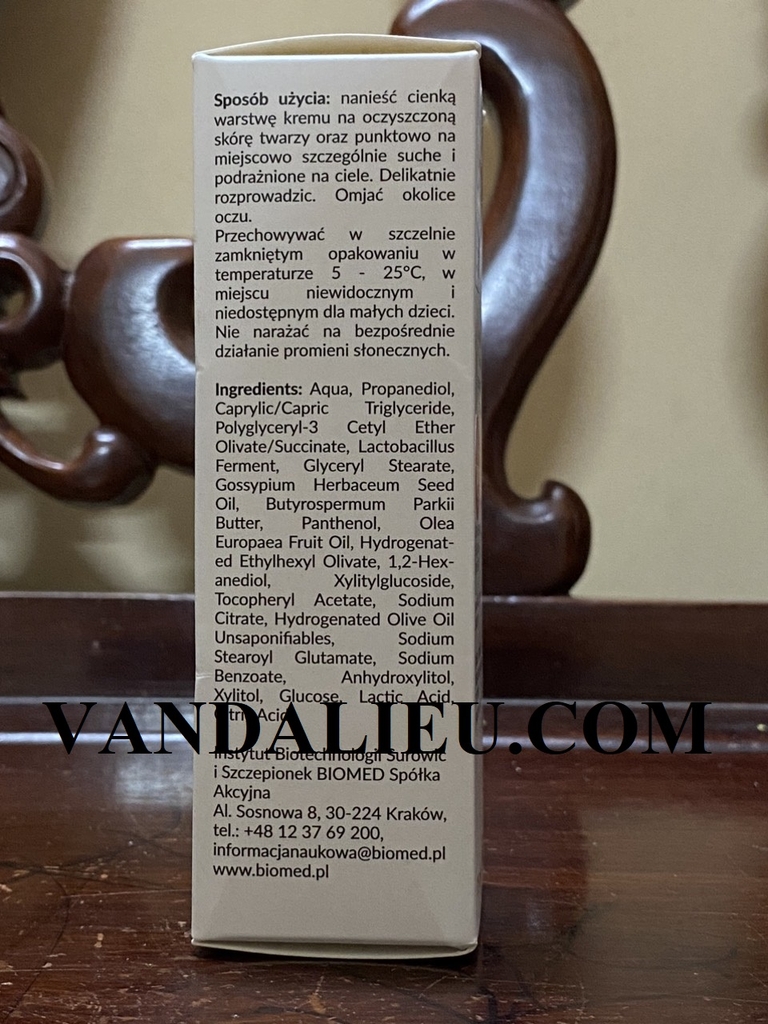 Sposób użycia: nanieść cienką
warstwę kremu na oczyszczoną
skórę twarzy oraz punktowo na
miejscowo szczególnie suche i
podrażnione na ciele. Delikatnie
rozprowadzic. Omjać okolice
oczu.
Przechowywać w szczelnie
zamkniętym opakowaniu w
temperaturze 5 - 25°C, w
miejscu niewidocznym i
niedostępnym dla małych dzieci.
Nie narażać na bezpośrednie
działanie promieni słonecznych.
Ingredients: Aqua, Propanediol,
Caprylic/Capric Triglyceride,
Polyglyceryl-3 Cetyl Ether
Olivate/Succinate, Lactobacillus
Ferment, Glyceryl Stearate,
Gossypium Herbaceum Seed
Oil, Butyrospermum Parkii
Butter, Panthenol, Olea
Europaea Fruit Oil, Hydrogenat-
ed Ethylhexyl Olivate, 1,2-Hex-
anediol, Xylitylglucoside,
Tocopheryl Acetate, Sodium
Citrate, Hydrogenated Olive Oil
Unsaponifiables, Sodium
Stearoyl Glutamate, Sodium
Benzoate, Anhydroxylitol,
Xylitol, Glucose, Lactic Acid,
Citric Acid
VANDALIEU.COM
Instytut Biotechnologii Surowic
i Szczepionek BIOMED Spółka
Akcyjna
Al. Sosnowa 8, 30-224 Kraków,
tel.: +48 12 37 69 200,
informacjanaukowa@biomed.pl
www.biomed.pl